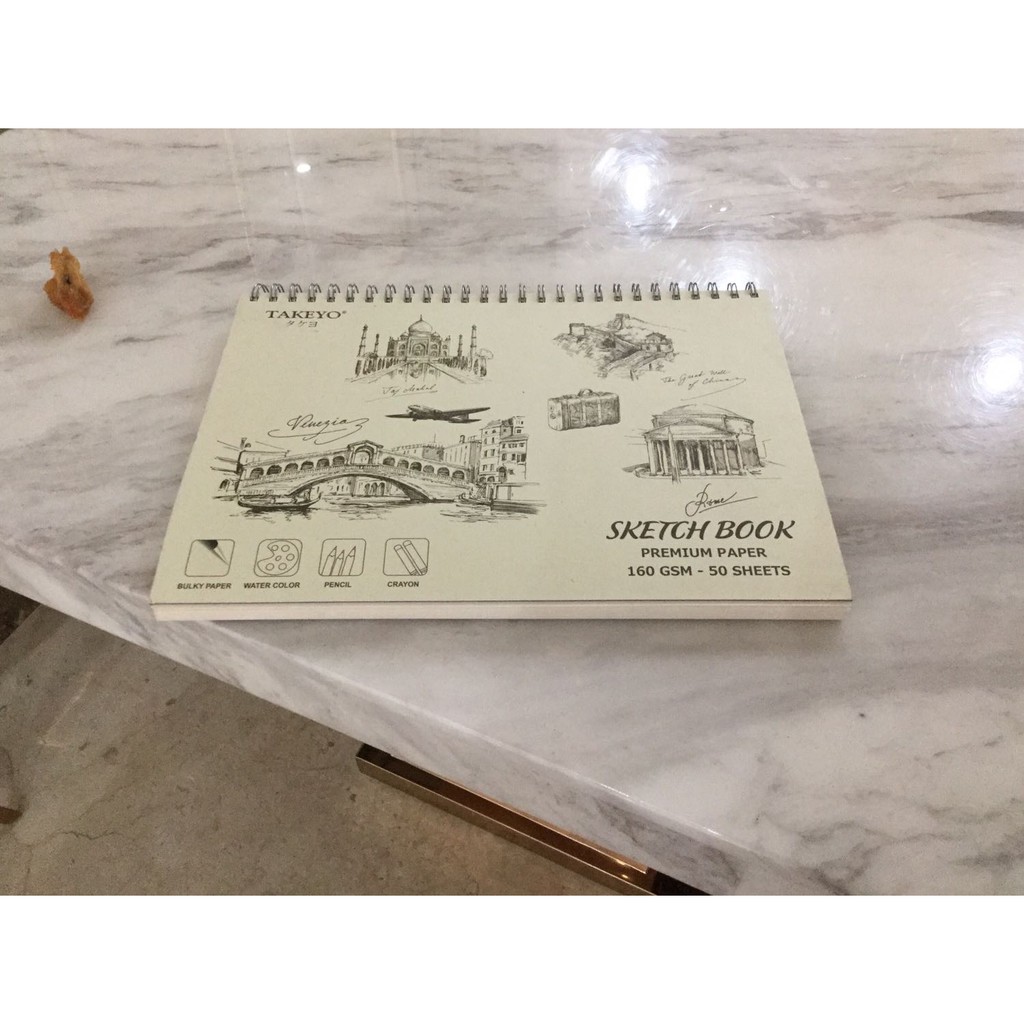 TAKEYO®
タケヨ
Taj Mahal
The Great Wall
of China
Venezia
Rome
SKETCH BOOK
PREMIUM PAPER
160 GSM - 50 SHEETS
BULKY PAPER
WATER COLOR
PENCIL
CRAYON